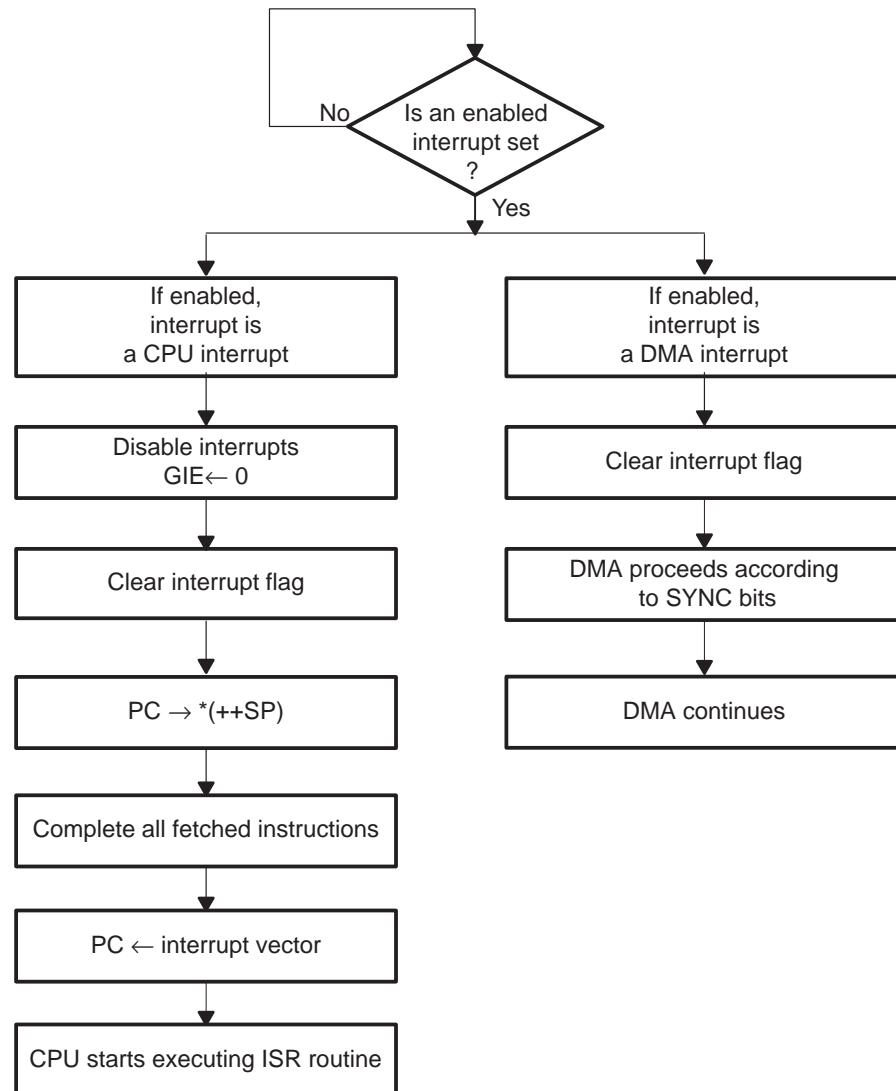 No
Is an enabled
interrupt set
?
Yes
If enabled,
interrupt is
a CPU interrupt
Disable interrupts
GIE← 0
Clear interrupt flag
PC → *(++SP)
Complete all fetched instructions
PC ← interrupt vector
CPU starts executing ISR routine
If enabled,
interrupt is
a DMA interrupt
Clear interrupt flag
DMA proceeds according
to SYNC bits
DMA continues